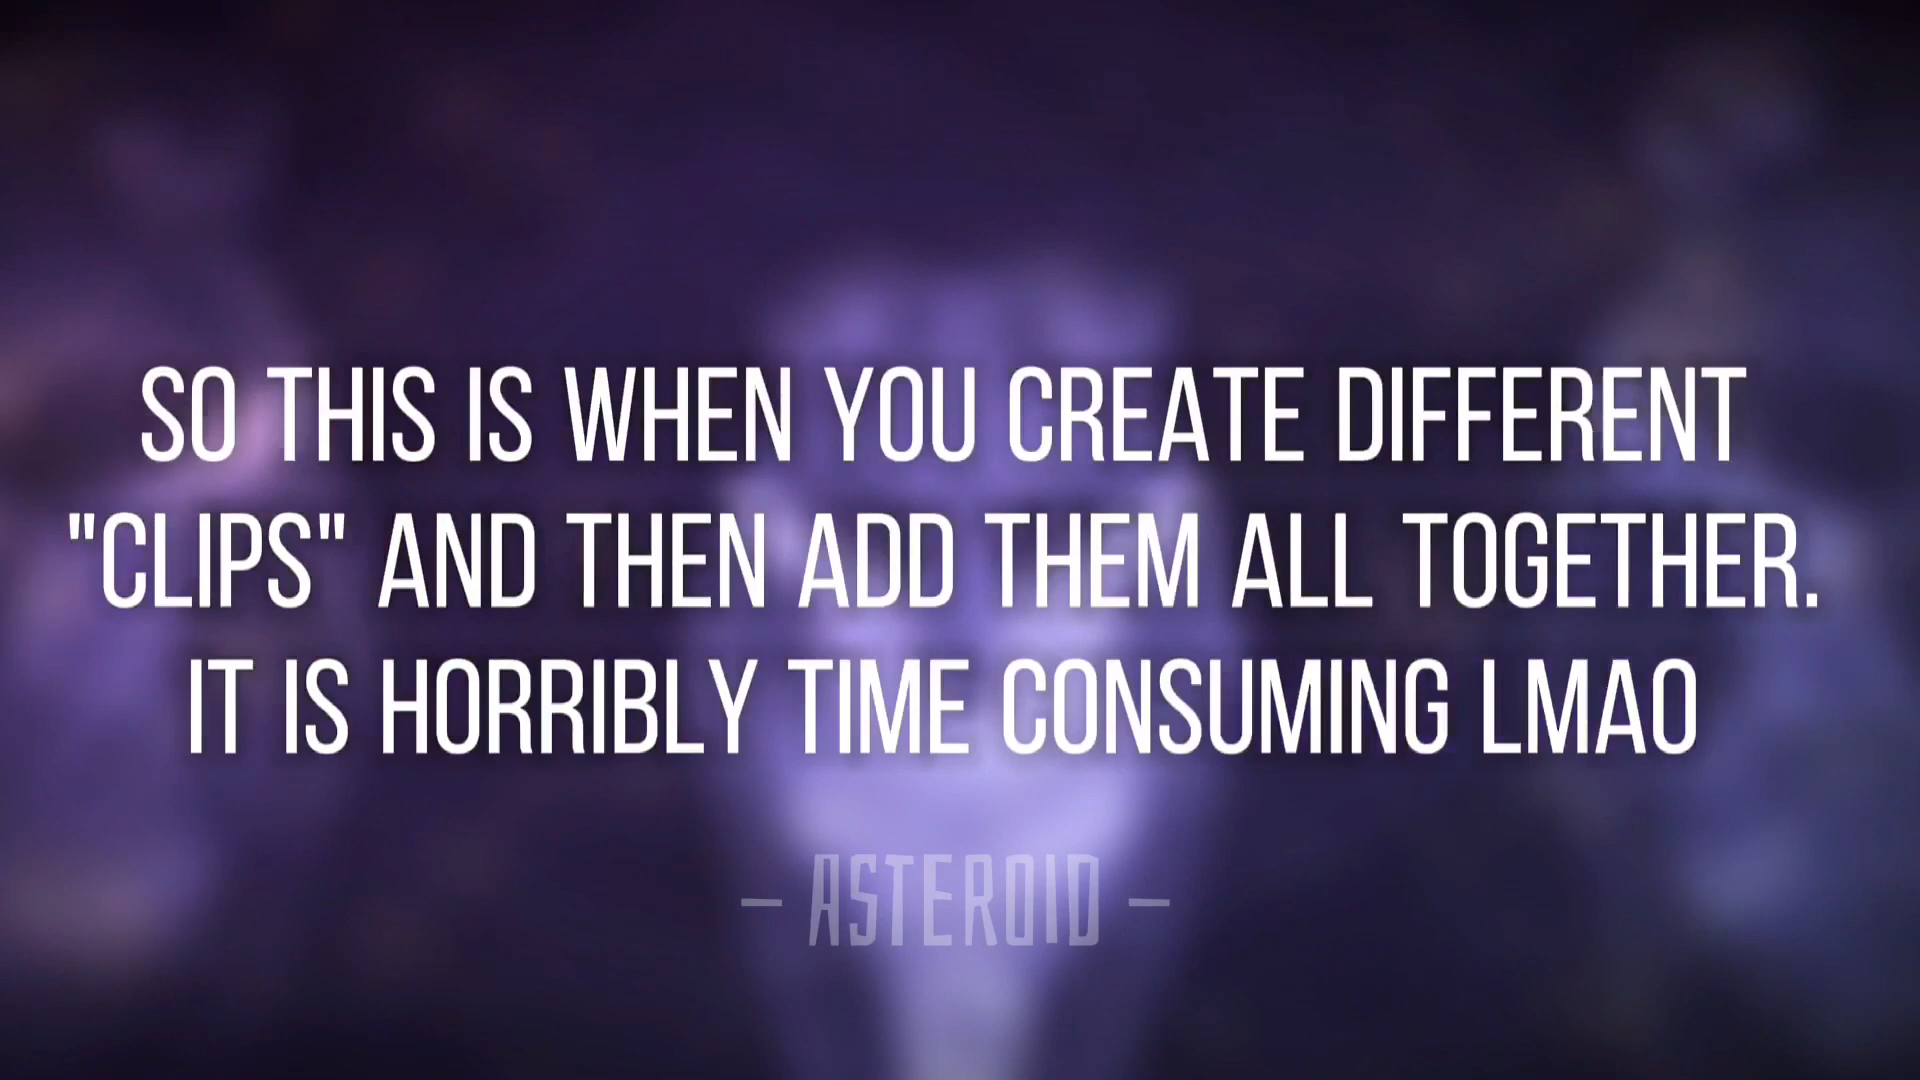 SO THIS IS WHEN YOU CREATE DIFFERENT
"CLIPS" AND THEN ADD THEM ALL TOGETHER.
IT IS HORRIBLY TIME CONSUMING LMAO
– ASTEROID –